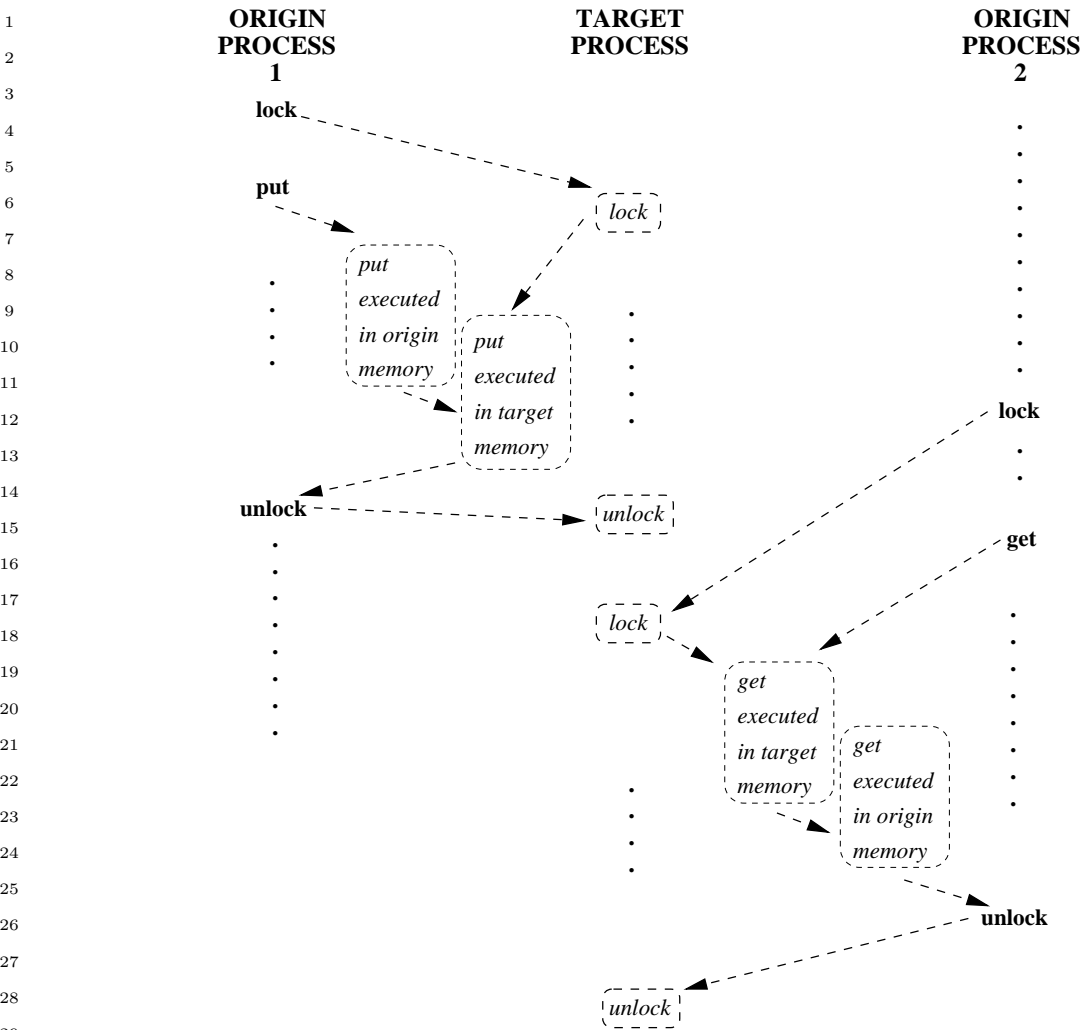 1
ORIGIN TARGET ORIGIN
PROCESS PROCESS PROCESS
2
1 2
3
lock
4
5
put
6
lock
7
put
8
executed
9
in origin
put
10
memory
executed
11
in target
lock
12
memory
13
14
unlock
unlock
15
get
16
17
lock
18
19
get
20
executed
get
21
in target
executed
22
memory
in origin
23
memory
24
25
unlock
26
27
unlock
28